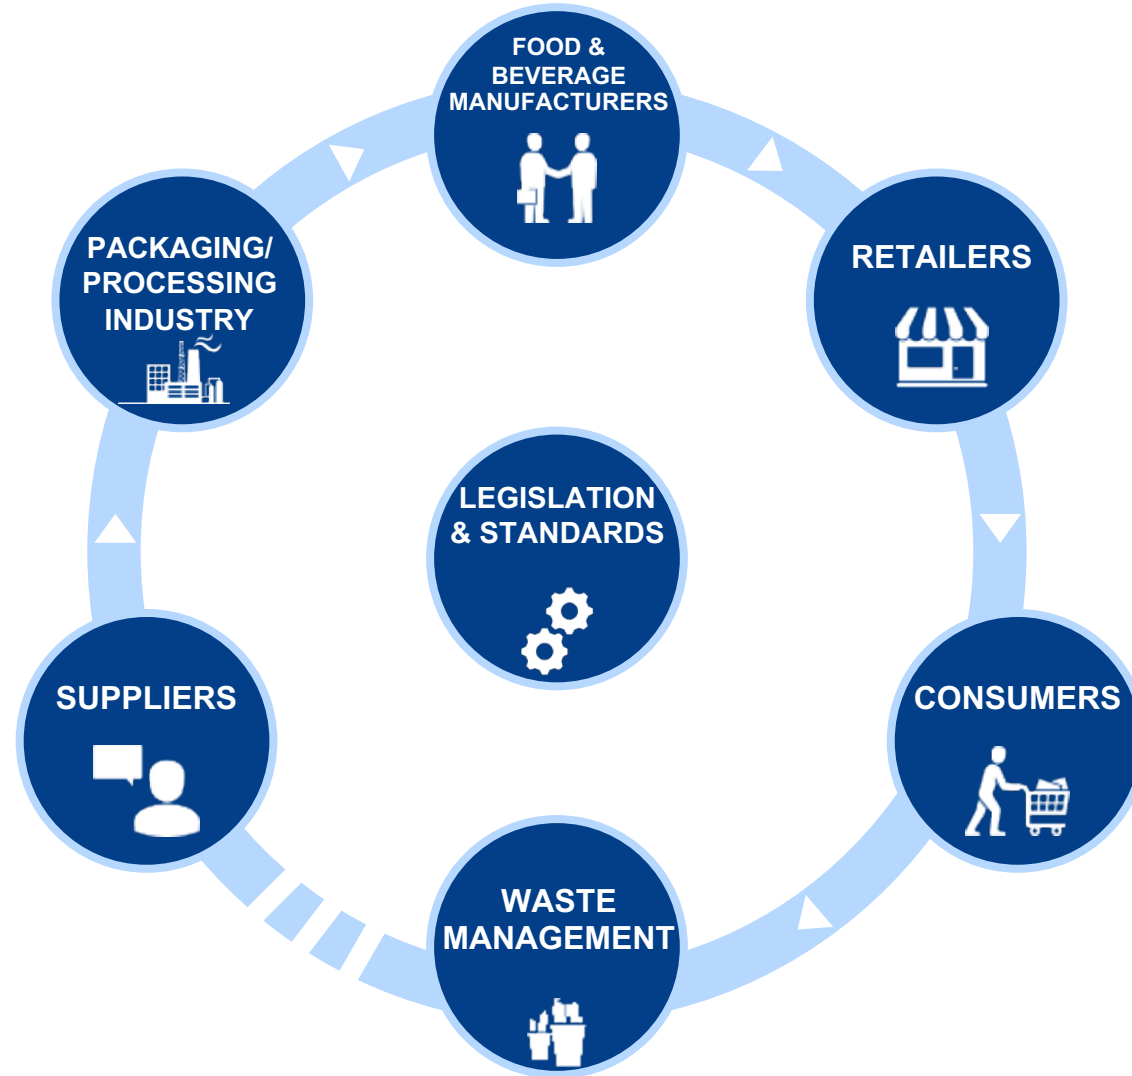 FOOD &
BEVERAGE
MANUFACTURERS
PACKAGING/
PROCESSING
INDUSTRY
RETAILERS
LEGISLATION
& STANDARDS
SUPPLIERS
CONSUMERS
WASTE
MANAGEMENT